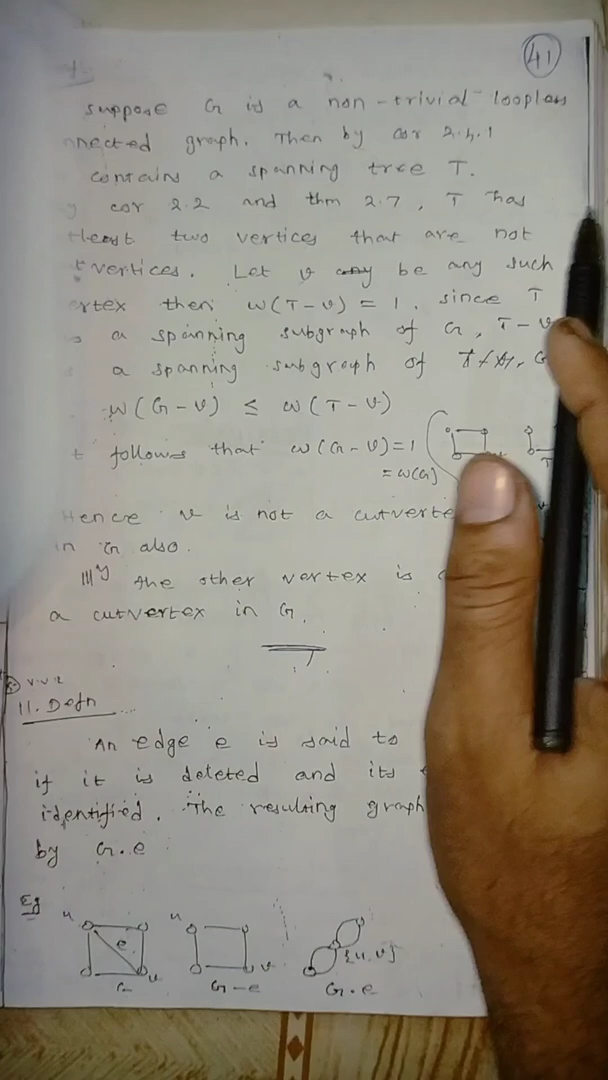 41
suppose G is a non-trivial loopless
nnected graph. Then by cor 2.4.1
contains a spanning tree T.
cor 2.2 and thm 2.7, T has
tleast two vertices that are not
t vertices. Let v be any such
rtex then w(T-v) = 1. since T
a spanning subgraph of G, T-v
a spanning subgraph of G
w(G-v) ≤ w(T-v)
t follows that w(G-v)=1
= w(G)
Hence v is not a cutverte
in G also.
IIIly the other vertex is
a cutvertex in G.
V.V.I
11. Defn
An edge e is said to
if it is deleted and its
identified. The resulting graph
by G.e
Eg
u u
e
v v {u,v}
G G-e G.e